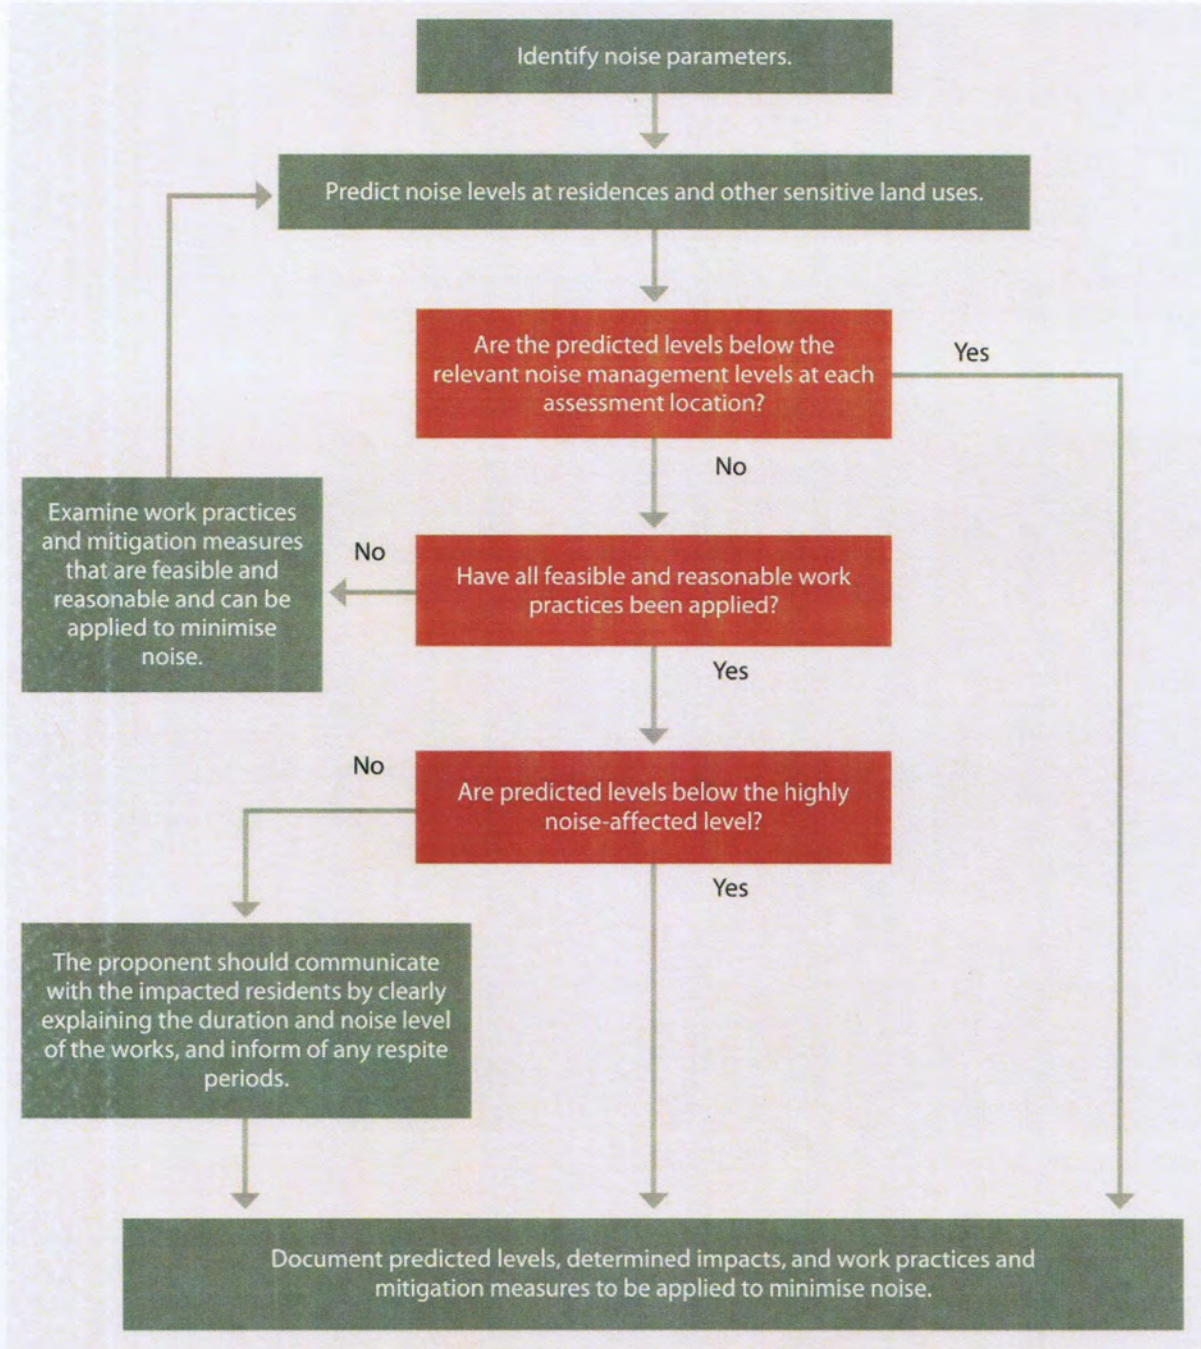 Identify noise parameters.
Predict noise levels at residences and other sensitive land uses.
Are the predicted levels below the
relevant noise management levels at each
assessment location?
Yes
No
Examine work practices
and mitigation measures
that are feasible and
reasonable and can be
applied to minimise
noise.
No
Have all feasible and reasonable work
practices been applied?
Yes
No
Are predicted levels below the highly
noise-affected level?
Yes
The proponent should communicate
with the impacted residents by clearly
explaining the duration and noise level
of the works, and inform of any respite
periods.
Document predicted levels, determined impacts, and work practices and
mitigation measures to be applied to minimise noise.